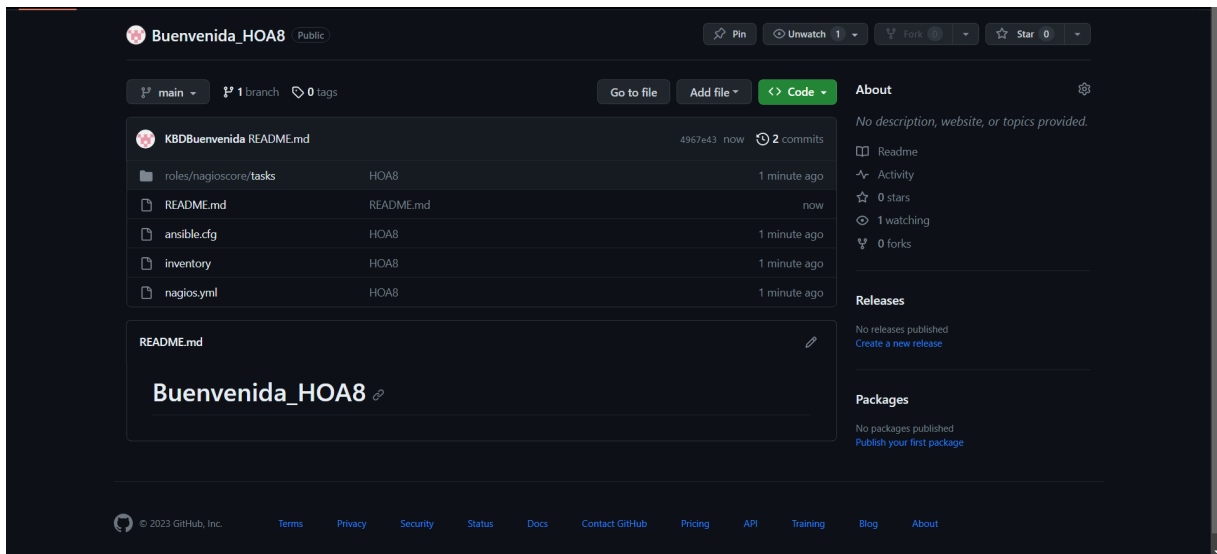 Buenvenida_HOA8 Public Pin Unwatch 1 Fork 0 Star 0
main 1 branch 0 tags Go to file Add file <> Code
KBDBuenvenida README.md 4967e43 now 2 commits
roles/nagioscore/tasks HOA8 1 minute ago
README.md README.md now
ansible.cfg HOA8 1 minute ago
inventory HOA8 1 minute ago
nagios.yml HOA8 1 minute ago
README.md
Buenvenida_HOA8
About
No description, website, or topics provided.
Readme
Activity
0 stars
1 watching
0 forks
Releases
No releases published
Create a new release
Packages
No packages published
Publish your first package
© 2023 GitHub, Inc. Terms Privacy Security Status Docs Contact GitHub Pricing API Training Blog About